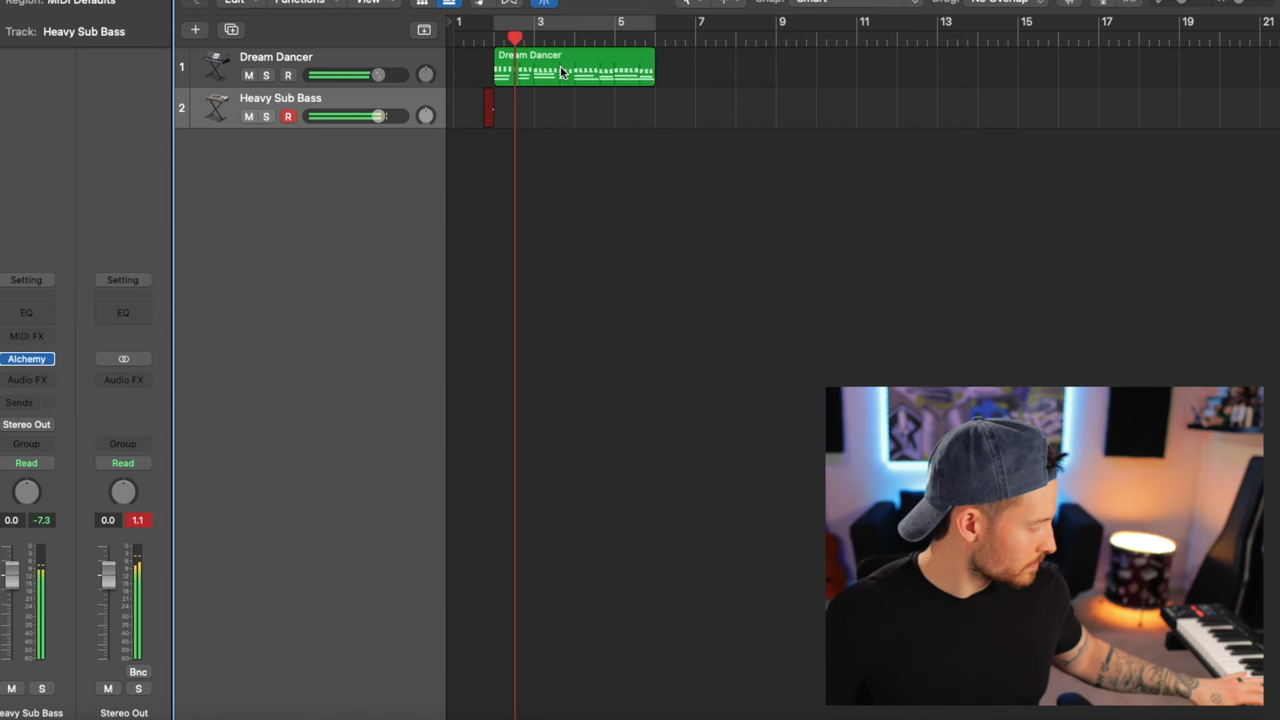 Region: MIDI Defaults
Edit Functions View Snap: Smart Drag: No Overlap
Track: Heavy Sub Bass
1 3 5 7 9 11 13 15 17 19 21
1 Dream Dancer
M S R
Dream Dancer
2 Heavy Sub Bass
M S R
Setting Setting
EQ EQ
MIDI FX
Alchemy
Audio FX Audio FX
Sends
Stereo Out
Group Group
Read Read
0.0 -7.3 0.0 1.1
Bnc
M S M S
eavy Sub Bass Stereo Out